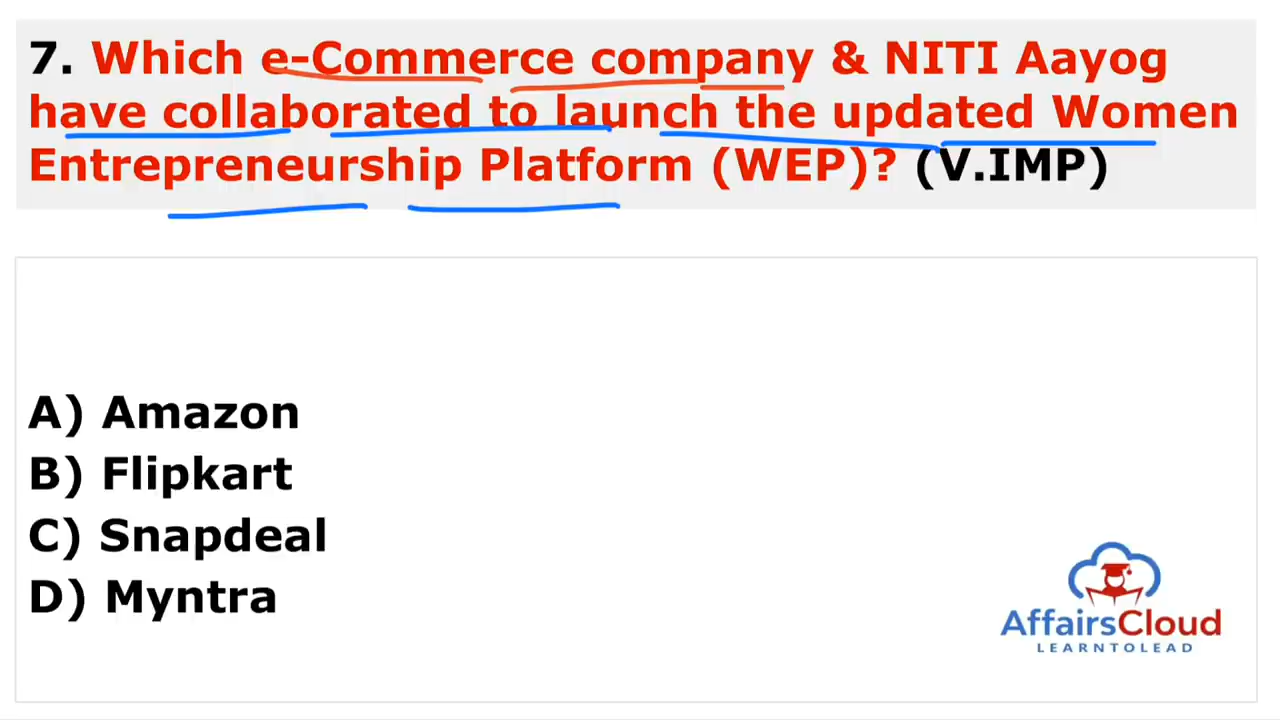 7. Which e-Commerce company & NITI Aayog
have collaborated to launch the updated Women
Entrepreneurship Platform (WEP)? (V.IMP)
A) Amazon
B) Flipkart
C) Snapdeal
D) Myntra
AffairsCloud
LEARNTOLEAD